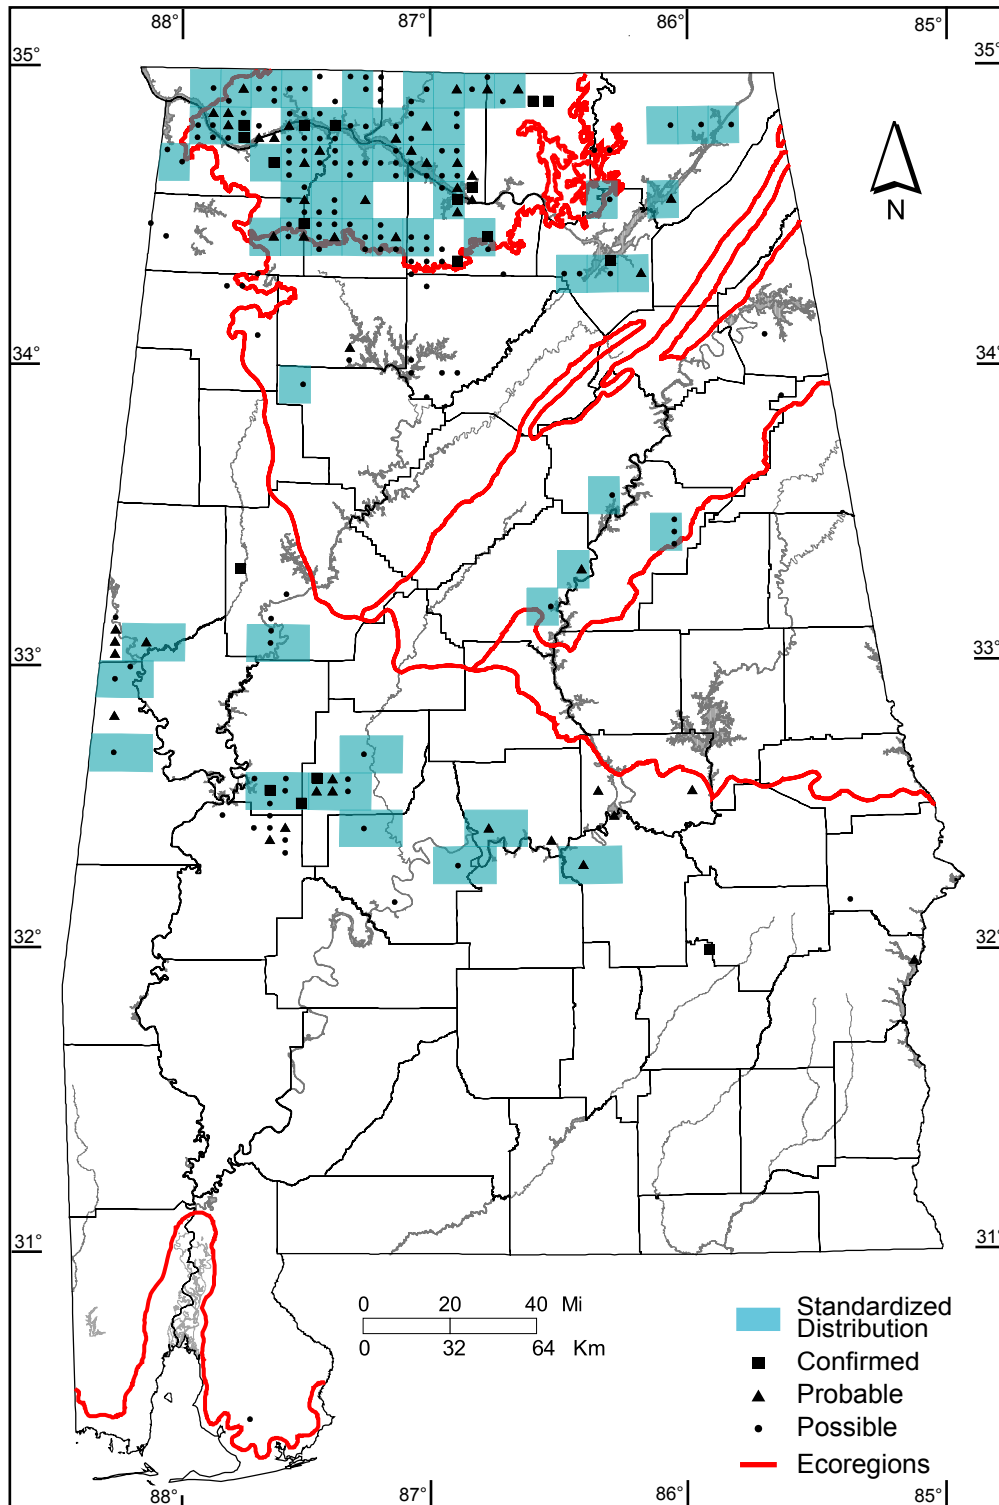 88° 87° 86° 85°
35° 35°
N
34° 34°
33° 33°
32° 32°
31° 31°
0 20 40 Mi
0 32 64 Km
Standardized
Distribution
Confirmed
Probable
Possible
Ecoregions
88° 87° 86° 85°